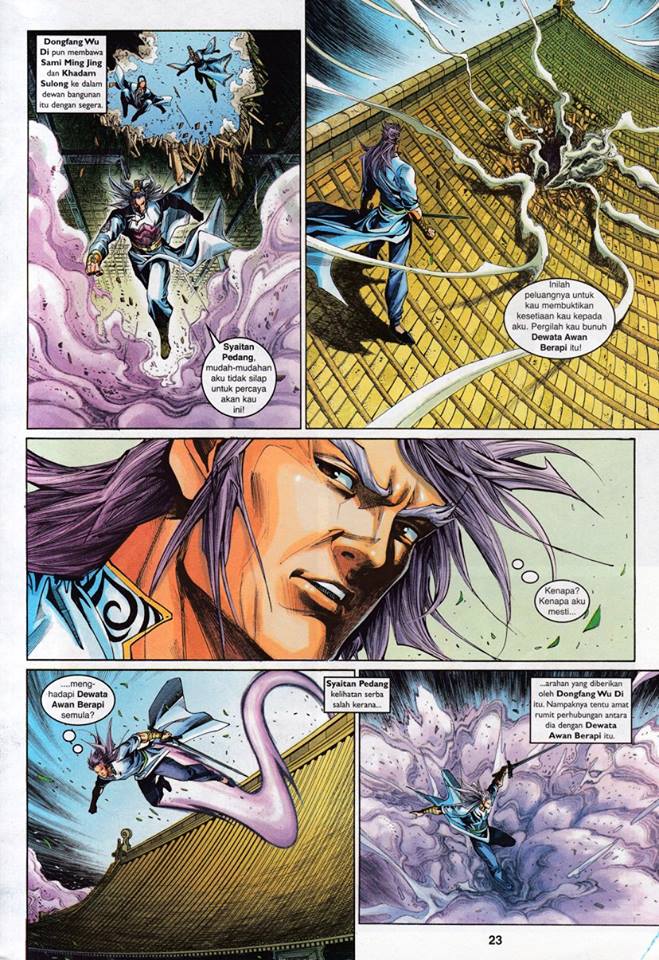 Dongfang Wu
Di pun membawa
Sami Ming Jing
dan Khadam
Sulong ke dalam
dewan bangunan
itu dengan segera.
Syaitan
Pedang,
mudah-mudahan
aku tidak silap
untuk percaya
akan kau
ini!
Inilah
peluangnya untuk
kau membuktikan
kesetiaan kau kepada
aku. Pergilah kau bunuh
Dewata Awan
Berapi itu!
Kenapa?
Kenapa aku
mesti...
....meng-
hadapi Dewata
Awan Berapi
semula?
Syaitan Pedang
kelihatan serba
salah kerana...
...arahan yang diberikan
oleh Dongfang Wu Di
itu. Nampaknya tentu amat
rumit perhubungan antara
dia dengan Dewata
Awan Berapi itu.
23